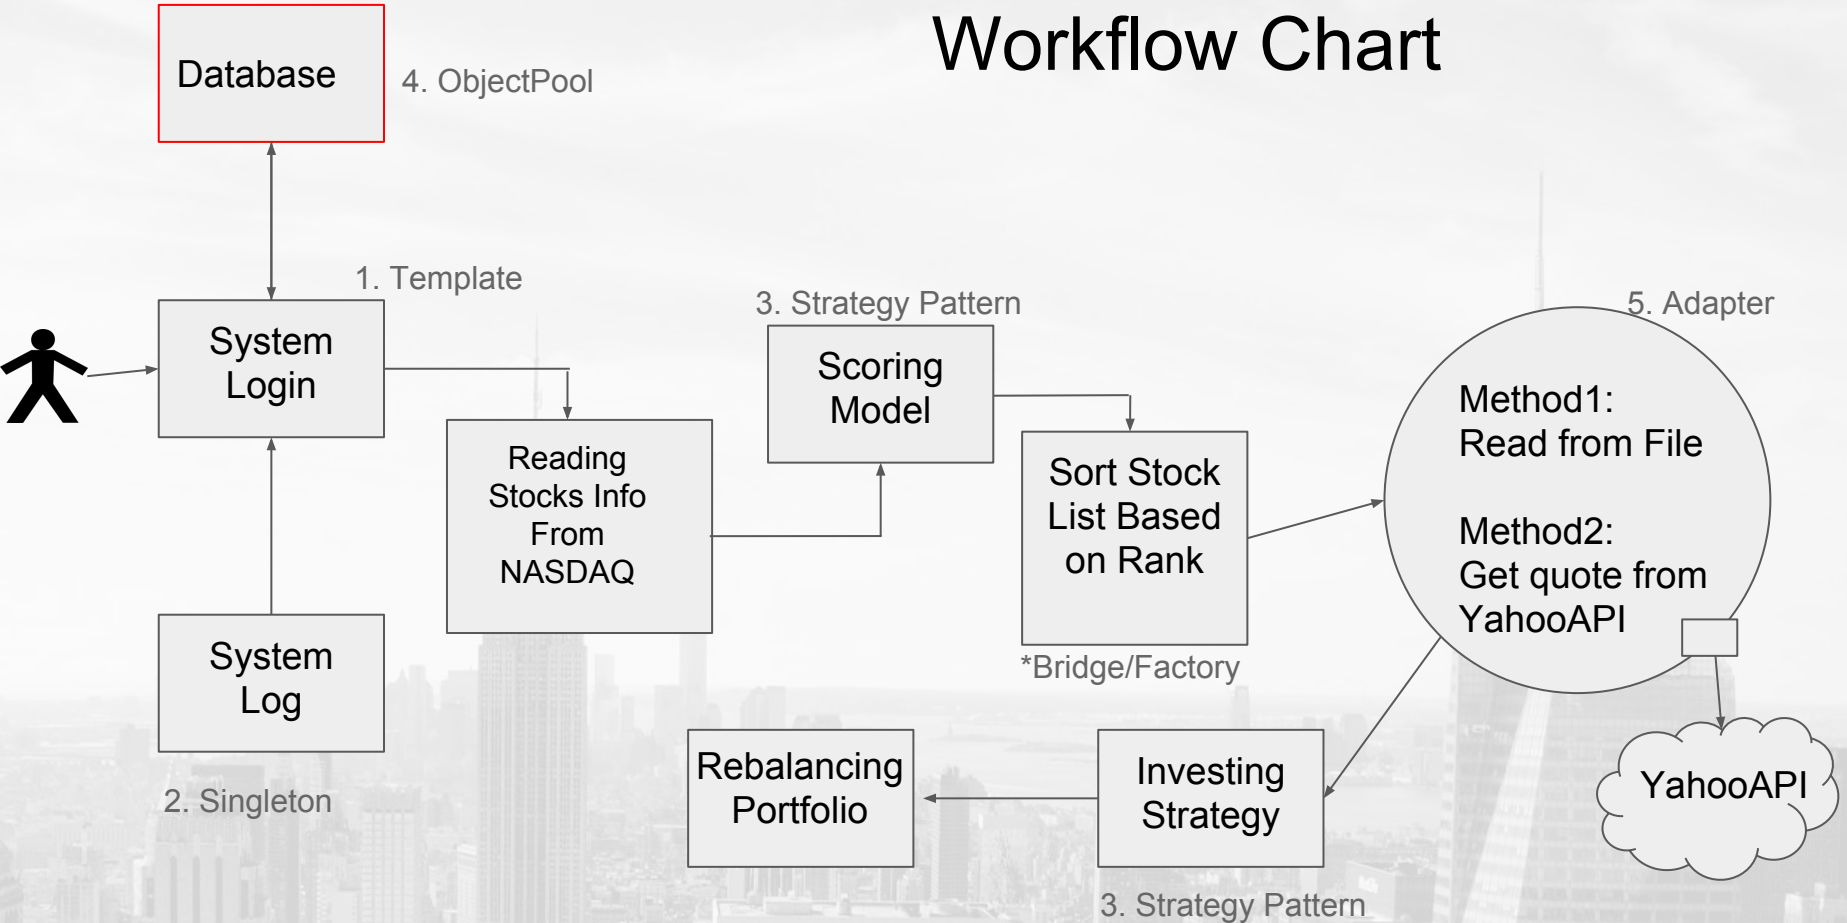 Workflow Chart
Database
4. ObjectPool
1. Template
System
Login
3. Strategy Pattern
5. Adapter
Scoring
Model
Reading
Stocks Info
From
NASDAQ
Sort Stock
List Based
on Rank
*Bridge/Factory
Method1:
Read from File
Method2:
Get quote from
YahooAPI
System
Log
2. Singleton
Rebalancing
Portfolio
Investing
Strategy
3. Strategy Pattern
YahooAPI